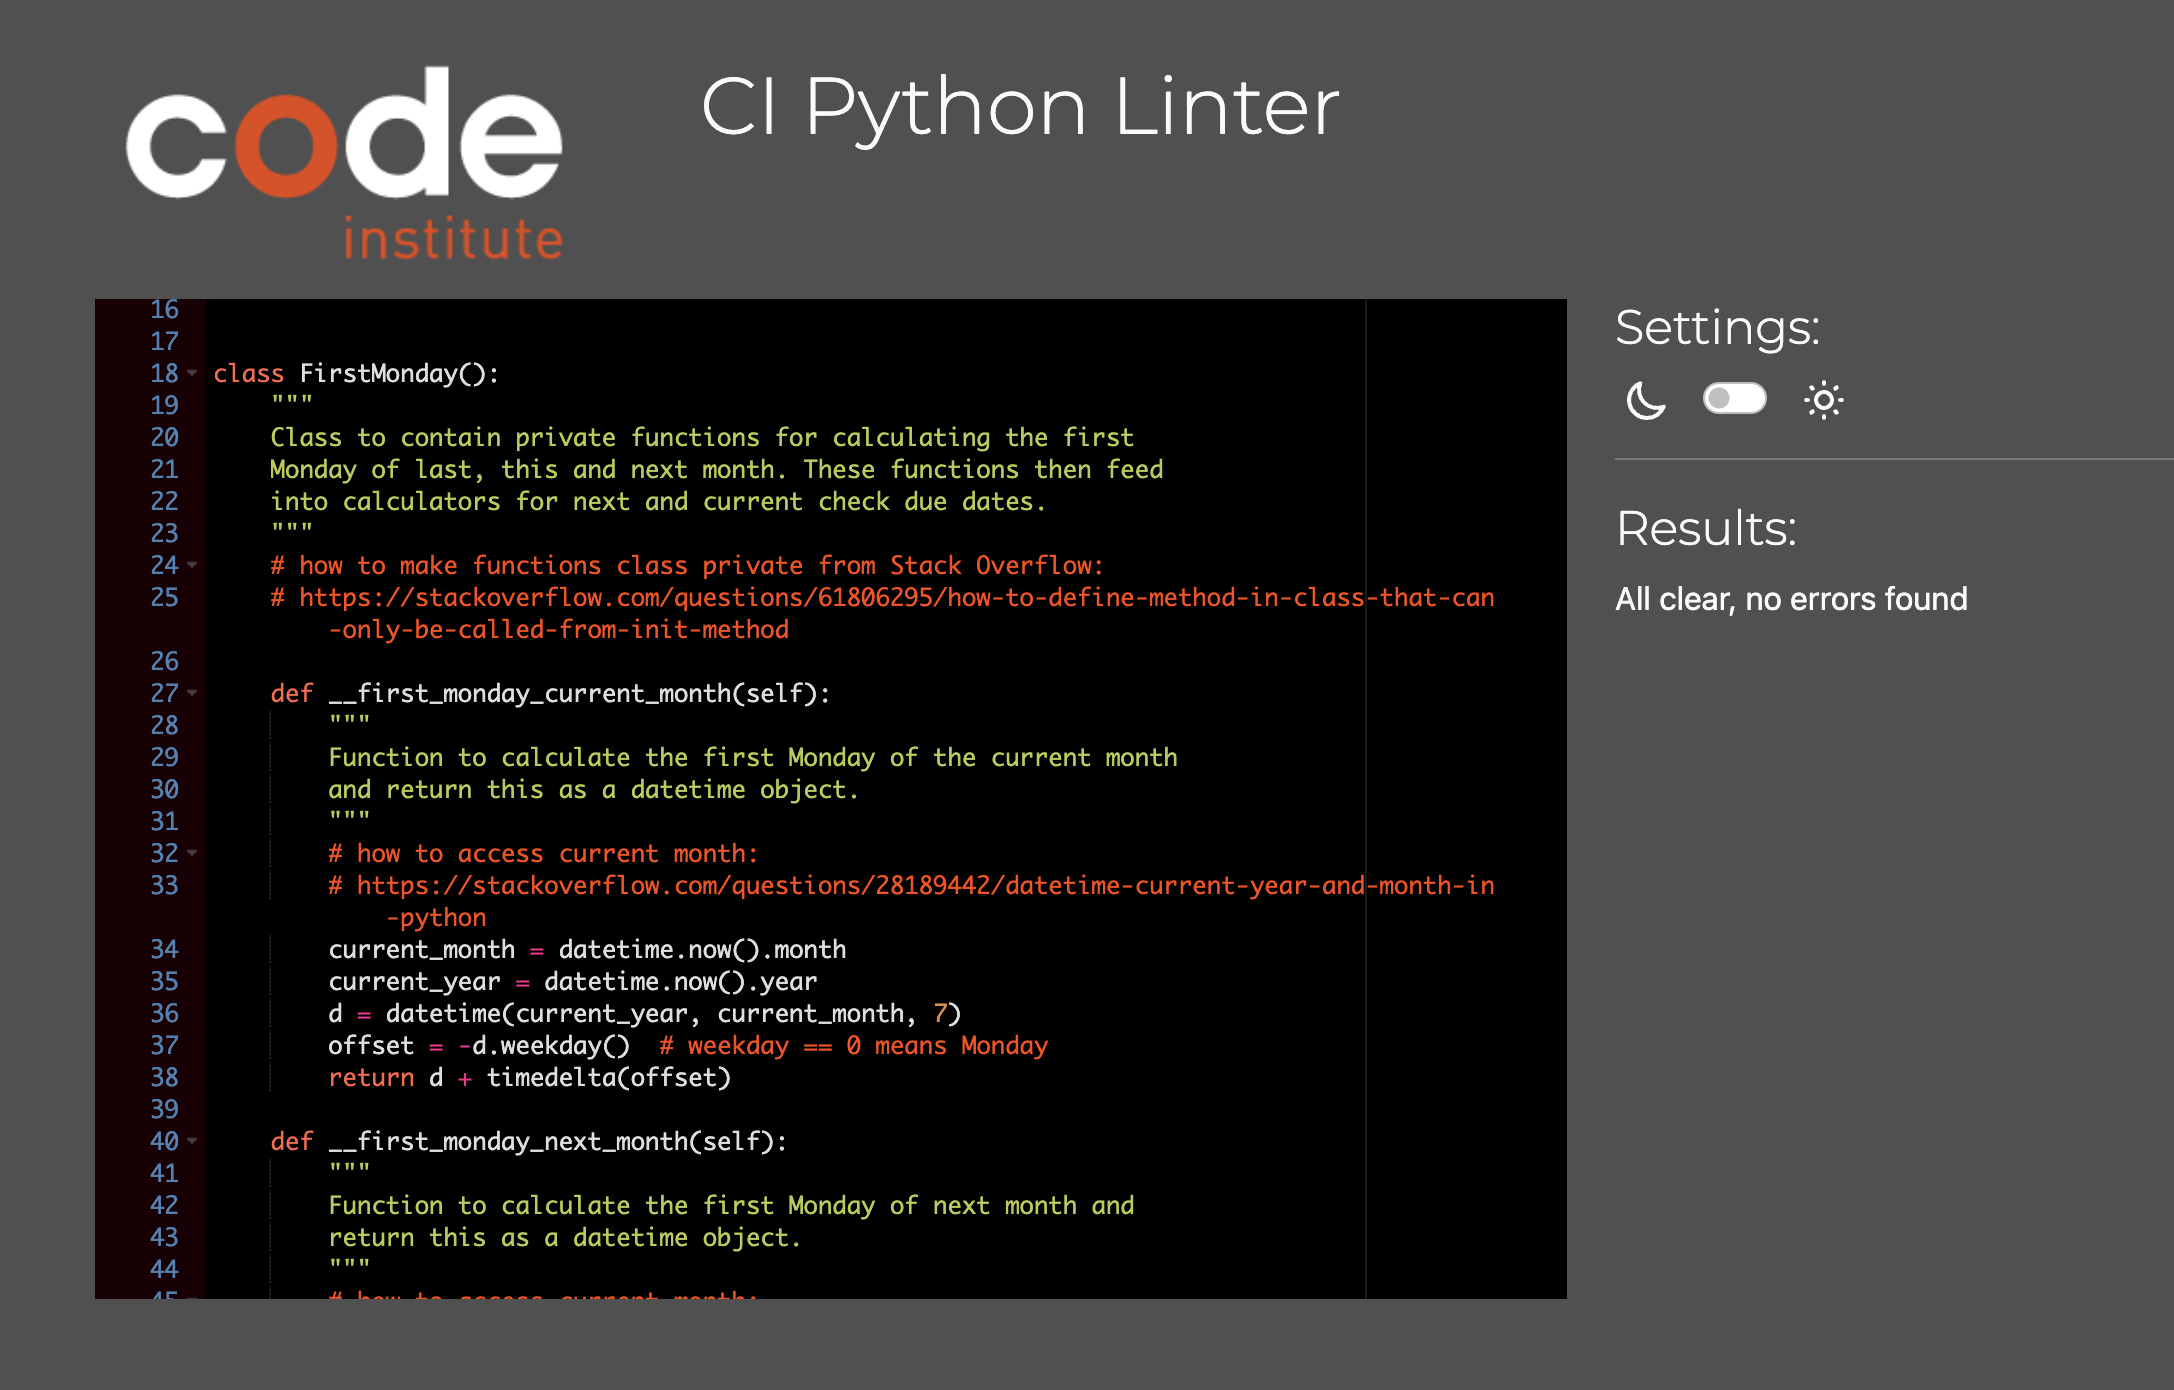 code
institute
CI Python Linter
16
17
18 class FirstMonday():
19     """
20     Class to contain private functions for calculating the first
21     Monday of last, this and next month. These functions then feed
22     into calculators for next and current check due dates.
23     """
24     # how to make functions class private from Stack Overflow:
25     # https://stackoverflow.com/questions/61806295/how-to-define-method-in-class-that-can
        -only-be-called-from-init-method
26
27     def __first_monday_current_month(self):
28         """
29         Function to calculate the first Monday of the current month
30         and return this as a datetime object.
31         """
32         # how to access current month:
33         # https://stackoverflow.com/questions/28189442/datetime-current-year-and-month-in
            -python
34         current_month = datetime.now().month
35         current_year = datetime.now().year
36         d = datetime(current_year, current_month, 7)
37         offset = -d.weekday()  # weekday == 0 means Monday
38         return d + timedelta(offset)
39
40     def __first_monday_next_month(self):
41         """
42         Function to calculate the first Monday of next month and
43         return this as a datetime object.
44         """
45         # how to access current month:
Settings:
Results:
All clear, no errors found